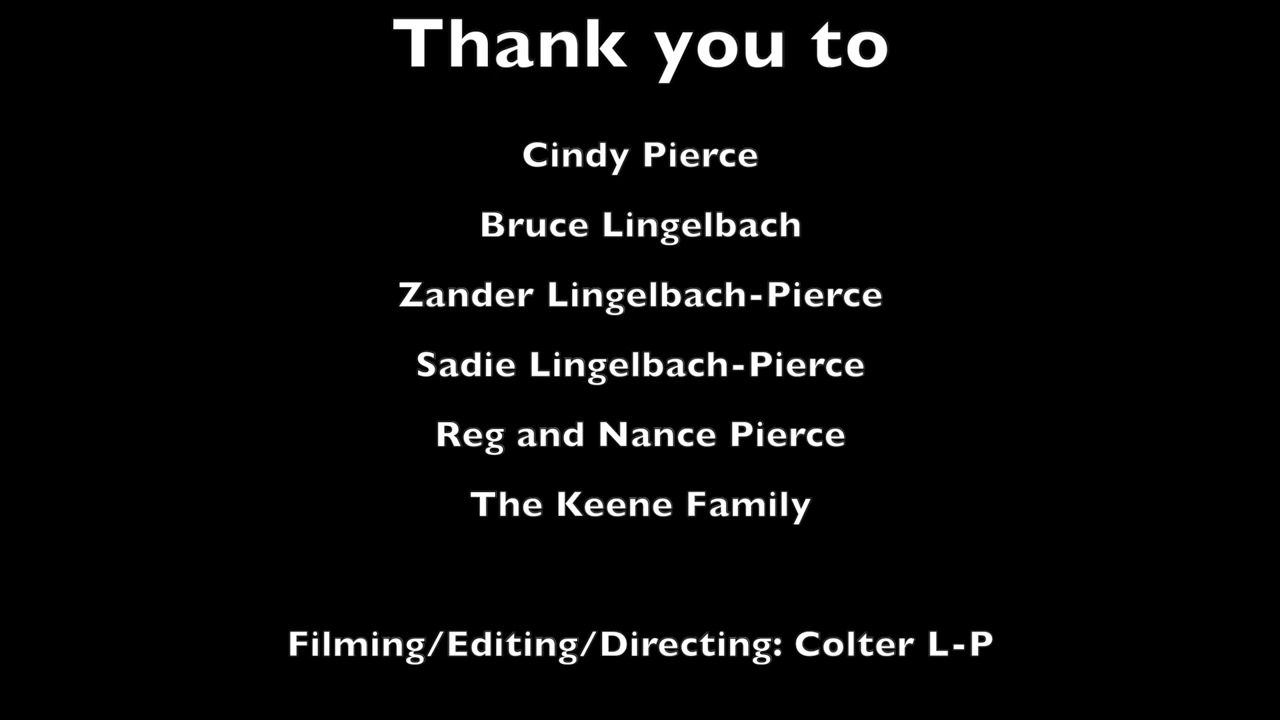 Thank you to
Cindy Pierce
Bruce Lingelbach
Zander Lingelbach-Pierce
Sadie Lingelbach-Pierce
Reg and Nance Pierce
The Keene Family
Filming/Editing/Directing: Colter L-P